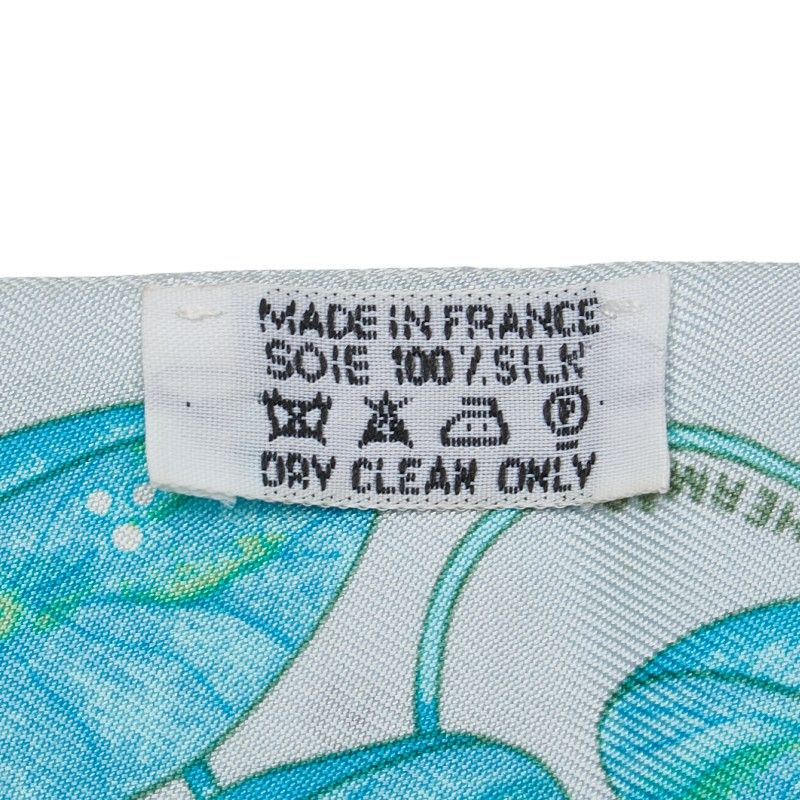 MADE IN FRANCE
SOIE 100% SILK
F
DRY CLEAN ONLY